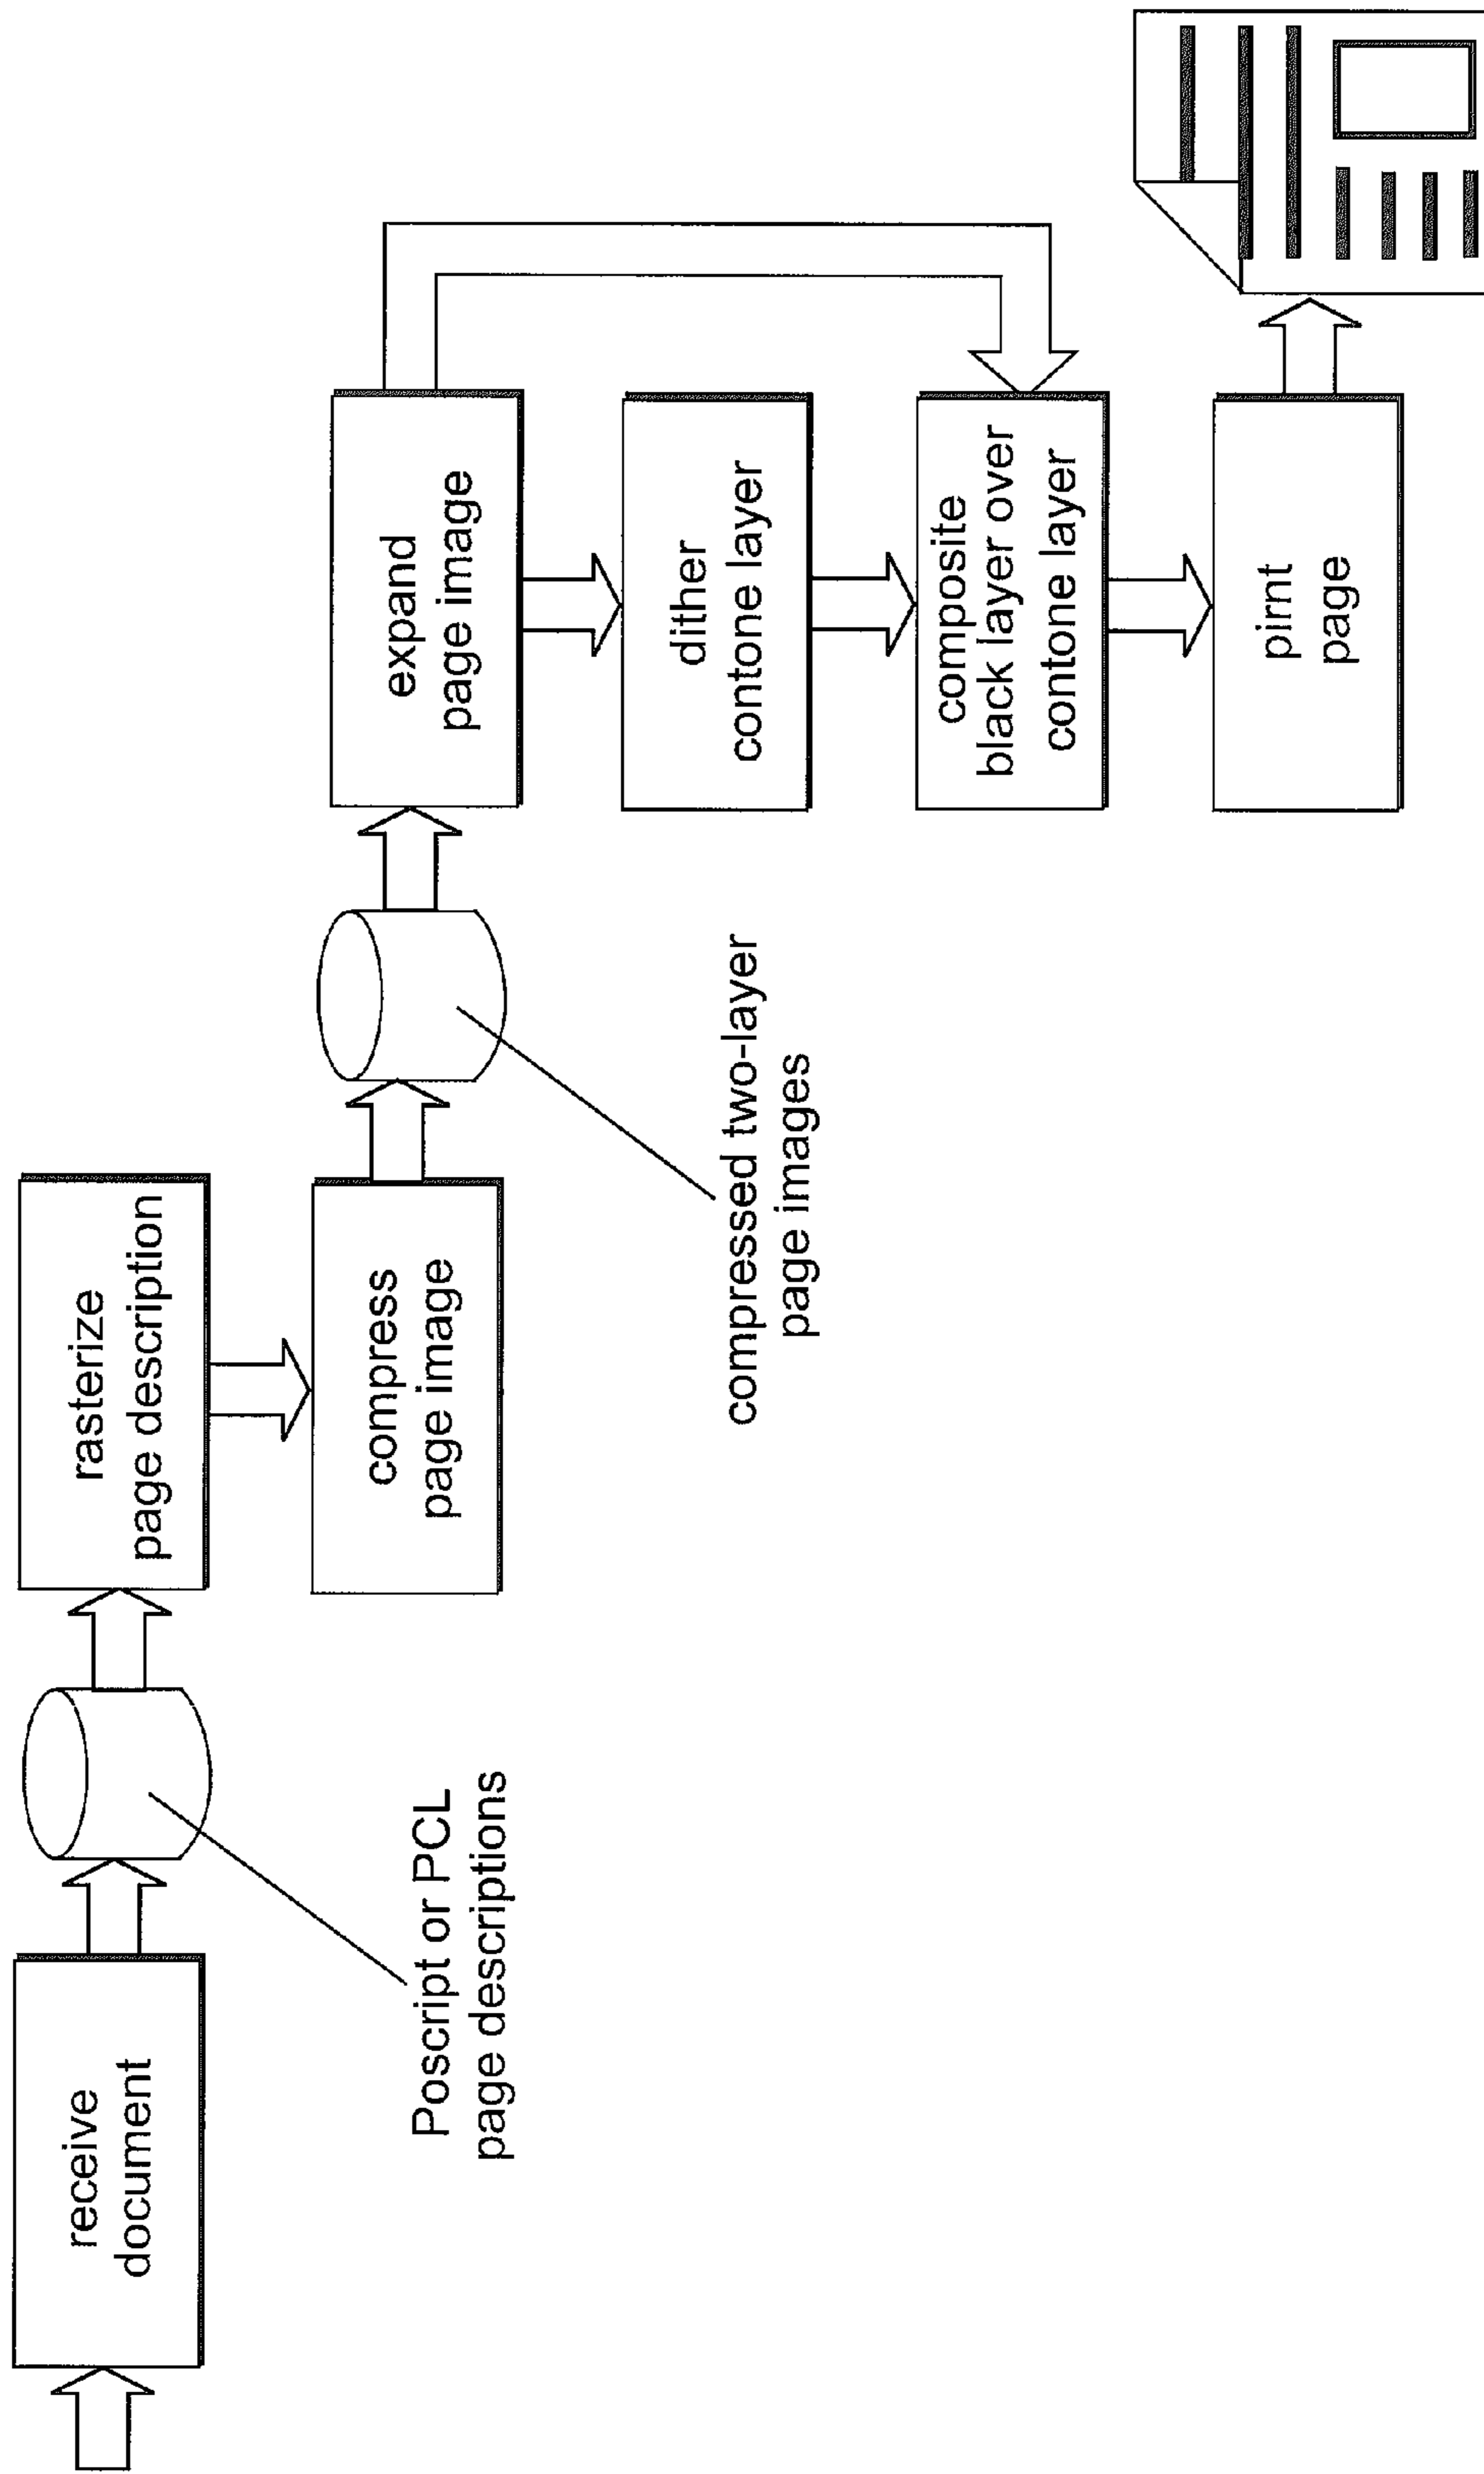 receive
document
Poscript or PCL
page descriptions
rasterize
page description
compress
page image
compressed two-layer
page images
expand
page image
dither
contone layer
composite
black layer over
contone layer
pirnt
page